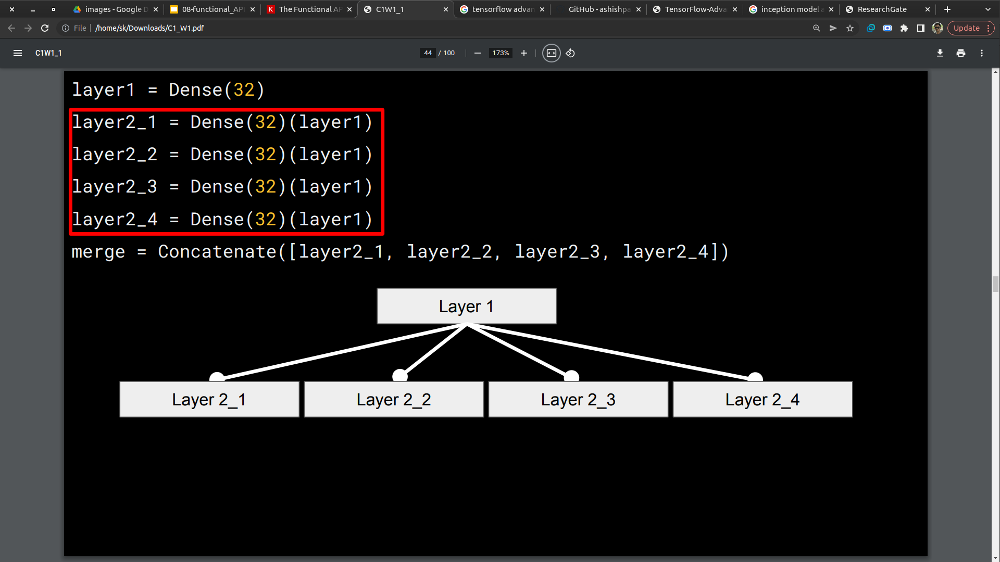 images - Google D
08-functional_AP
The Functional AP
C1W1_1
tensorflow advan
GitHub - ashishpa
TensorFlow-Adva
inception model a
ResearchGate
File
/home/sk/Downloads/C1_W1.pdf
Update
C1W1_1
44 / 100
173%
layer1 = Dense(32)
layer2_1 = Dense(32)(layer1)
layer2_2 = Dense(32)(layer1)
layer2_3 = Dense(32)(layer1)
layer2_4 = Dense(32)(layer1)
merge = Concatenate([layer2_1, layer2_2, layer2_3, layer2_4])
Layer 1
Layer 2_1
Layer 2_2
Layer 2_3
Layer 2_4